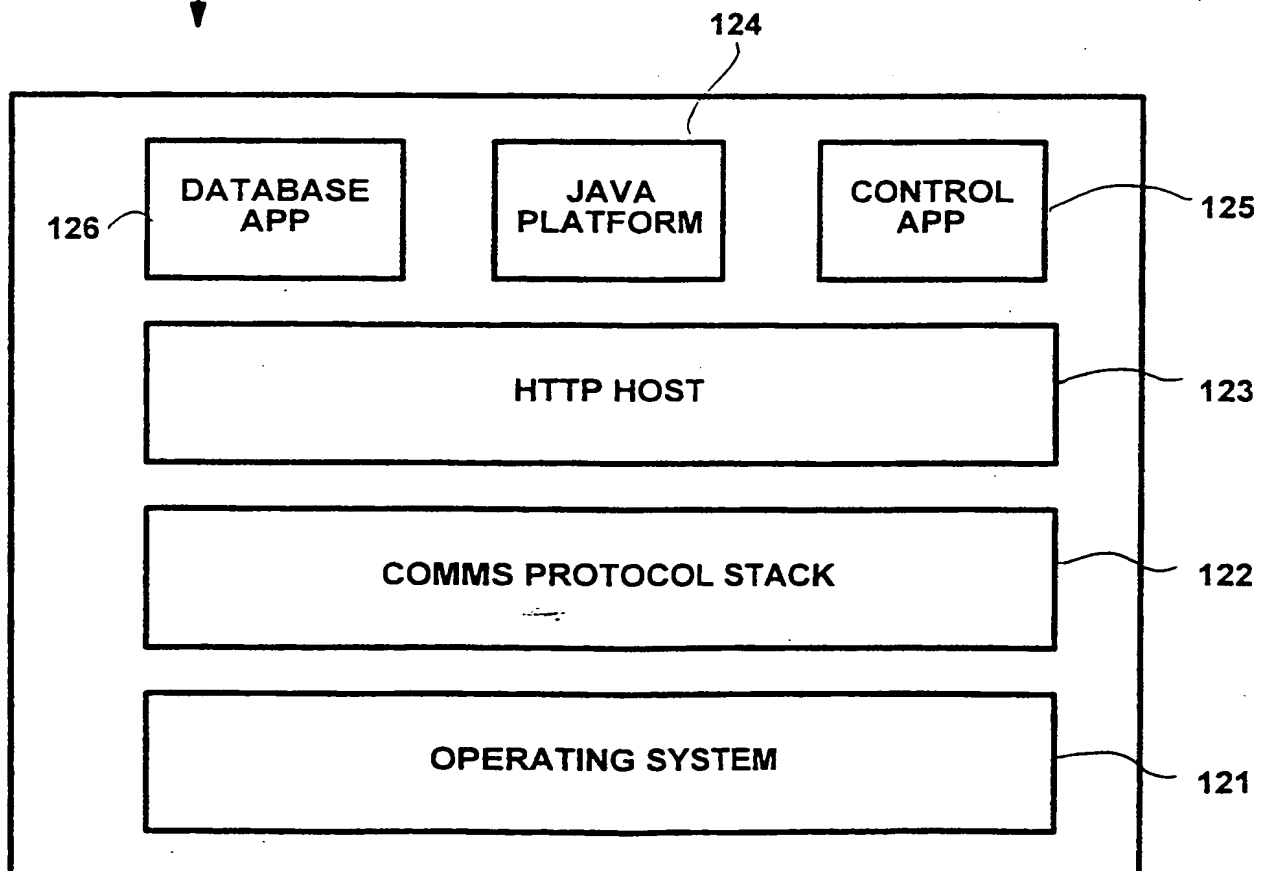 124
DATABASE
APP
JAVA
PLATFORM
CONTROL
APP
126
125
HTTP HOST
123
COMMS PROTOCOL STACK
122
OPERATING SYSTEM
121